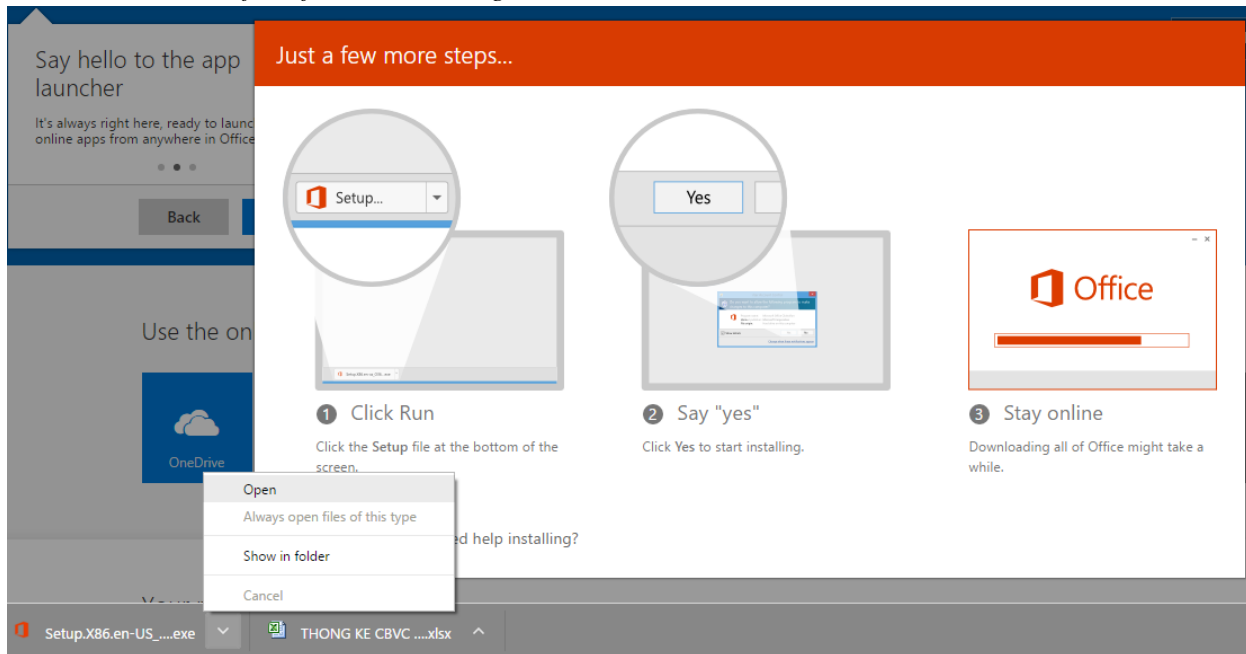 Say hello to the app
launcher
It's always right here, ready to launc
online apps from anywhere in Office
Back
Just a few more steps...
Setup...
Yes
Office
1 Click Run
Click the Setup file at the bottom of the
screen.
2 Say "yes"
Click Yes to start installing.
3 Stay online
Downloading all of Office might take a
while.
Use the on
OneDrive
Open
Always open files of this type
Show in folder
Cancel
ed help installing?
Setup.X86.en-US_....exe
THONG KE CBVC ....xlsx